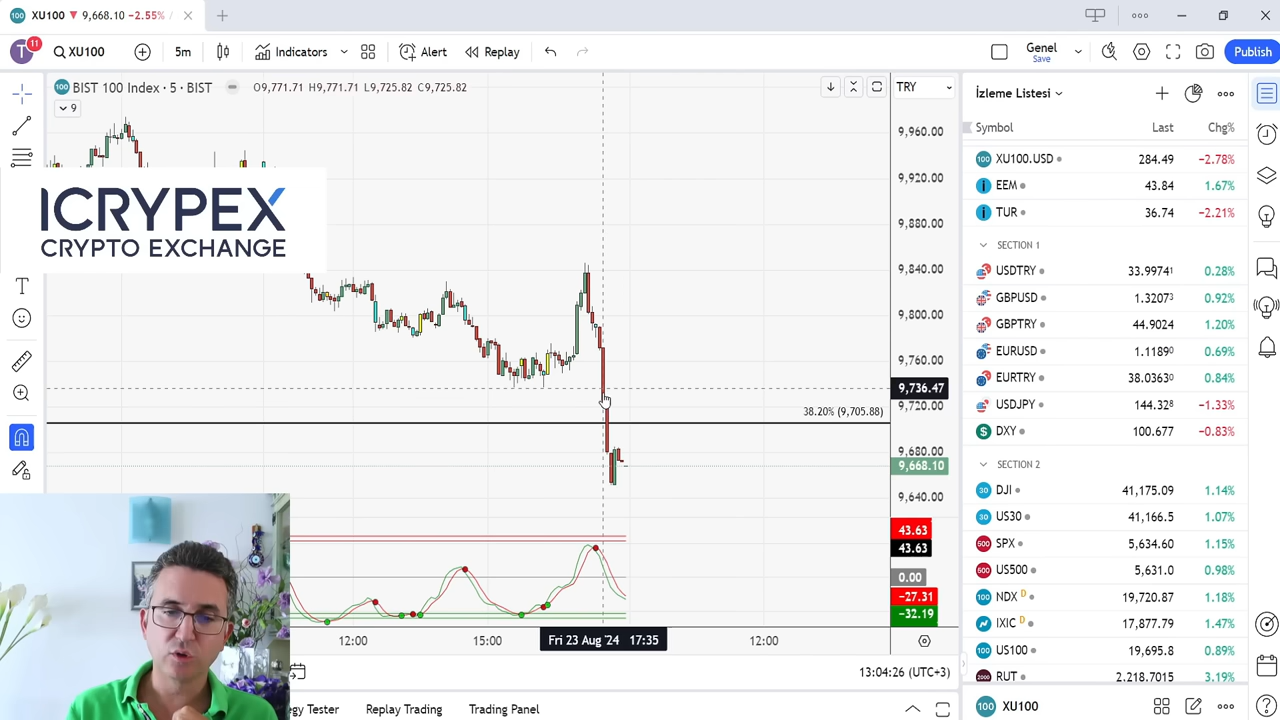 XU100 ▼ 9,668.10 −2.55% /
T 11 XU100 5m Indicators Alert Replay Genel Save Publish
BIST 100 Index · 5 · BIST O9,771.71 H9,771.71 L9,725.82 C9,725.82
9
TRY
9,960.00
9,920.00
9,880.00
9,840.00
9,800.00
9,760.00
9,736.47
9,720.00
38.20% (9,705.88)
9,680.00
9,668.10
9,640.00
43.63
43.63
0.00
−27.31
−32.19
ICRYPEX
CRYPTO EXCHANGE
12:00 15:00 Fri 23 Aug '24 17:35 12:00
13:04:26 (UTC+3)
Tester Replay Trading Trading Panel
İzleme Listesi
Symbol Last Chg%
XU100.USD 284.49 −2.78%
EEM 43.84 1.67%
TUR 36.74 −2.21%
SECTION 1
USDTRY 33.9974¹ 0.28%
GBPUSD 1.3207³ 0.92%
GBPTRY 44.9024 1.20%
EURUSD 1.1189⁰ 0.69%
EURTRY 38.0363⁰ 0.84%
USDJPY 144.32⁸ −1.33%
DXY 100.677 −0.83%
SECTION 2
DJI 41,175.09 1.14%
US30 41,166.5 1.07%
SPX 5,634.60 1.15%
US500 5,631.0 0.98%
NDX D 19,720.87 1.18%
IXIC D 17,877.79 1.47%
US100 19,695.8 0.89%
RUT 2,218.7015 3.19%
XU100